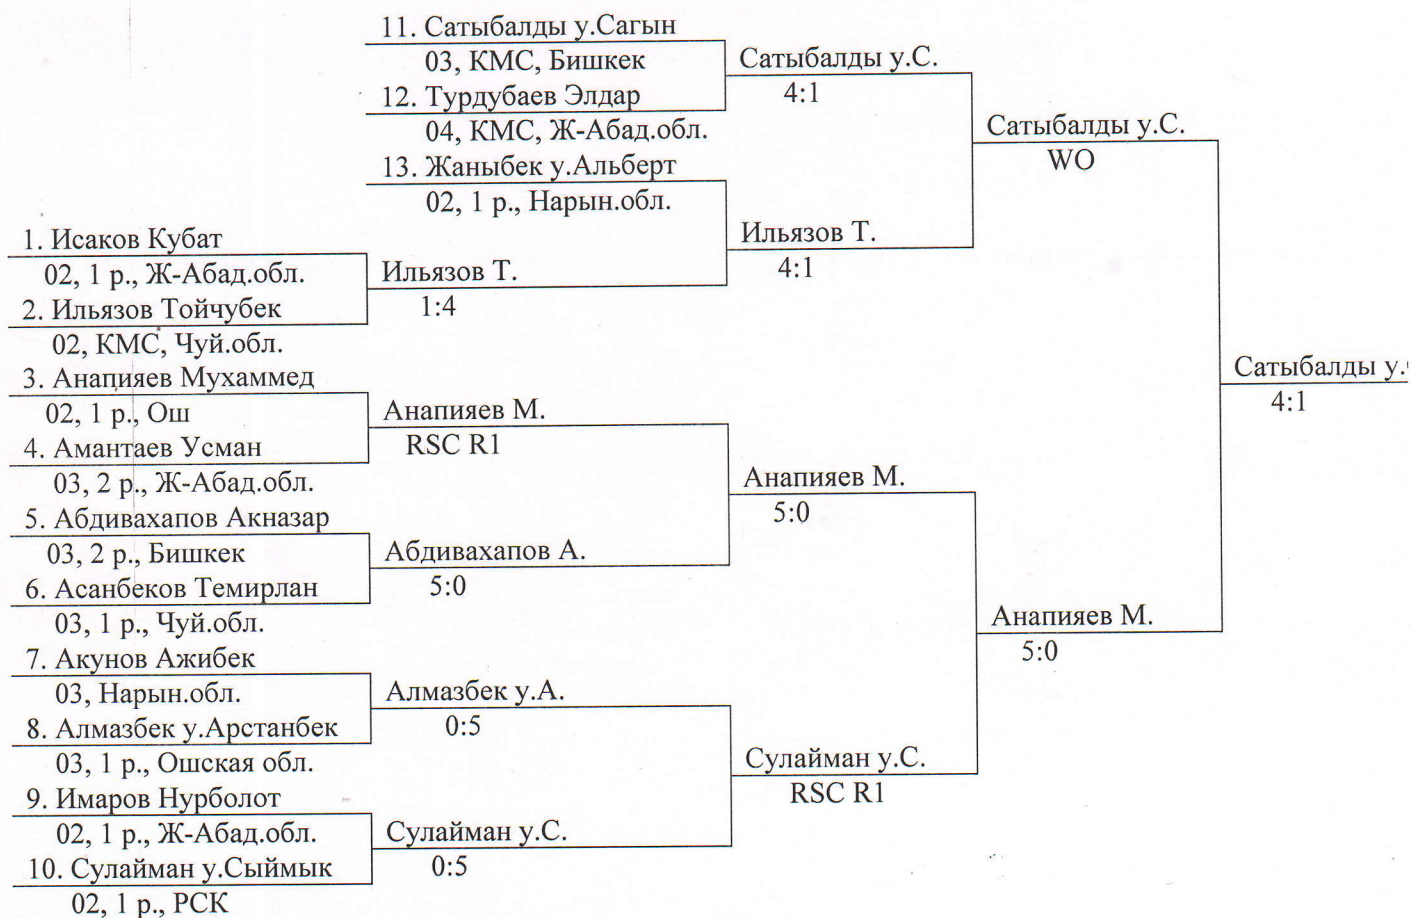 11. Сатыбалды у.Сагын
03, КМС, Бишкек
12. Турдубаев Элдар
04, КМС, Ж-Абад.обл.
13. Жаныбек у.Альберт
02, 1 р., Нарын.обл.
1. Исаков Кубат
02, 1 р., Ж-Абад.обл.
2. Ильязов Тойчубек
02, КМС, Чуй.обл.
3. Анапияев Мухаммед
02, 1 р., Ош
4. Амантаев Усман
03, 2 р., Ж-Абад.обл.
5. Абдивахапов Акназар
03, 2 р., Бишкек
6. Асанбеков Темирлан
03, 1 р., Чуй.обл.
7. Акунов Ажибек
03, Нарын.обл.
8. Алмазбек у.Арстанбек
03, 1 р., Ошская обл.
9. Имаров Нурболот
02, 1 р., Ж-Абад.обл.
10. Сулайман у.Сыймык
02, 1 р., РСК
Ильязов Т.
1:4
Анапияев М.
RSC R1
Абдивахапов А.
5:0
Алмазбек у.А.
0:5
Сулайман у.С.
0:5
Сатыбалды у.С.
4:1
Ильязов Т.
4:1
Анапияев М.
5:0
Сулайман у.С.
RSC R1
Сатыбалды у.С.
WO
Анапияев М.
5:0
Сатыбалды у.
4:1